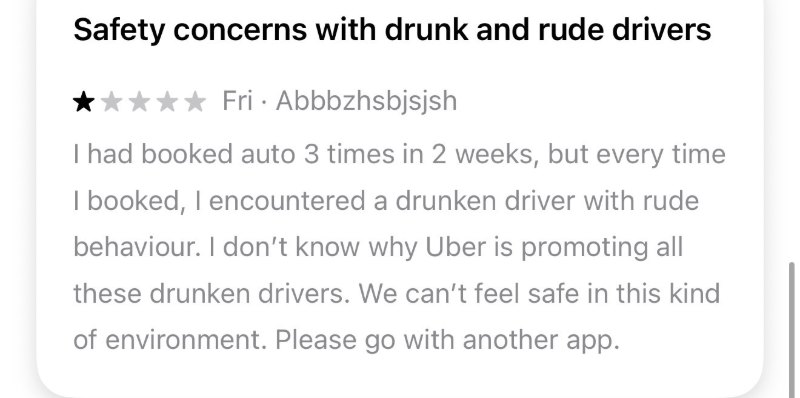 Safety concerns with drunk and rude drivers
Fri · Abbbzhsbjsjsh
I had booked auto 3 times in 2 weeks, but every time
I booked, I encountered a drunken driver with rude
behaviour. I don’t know why Uber is promoting all
these drunken drivers. We can’t feel safe in this kind
of environment. Please go with another app.